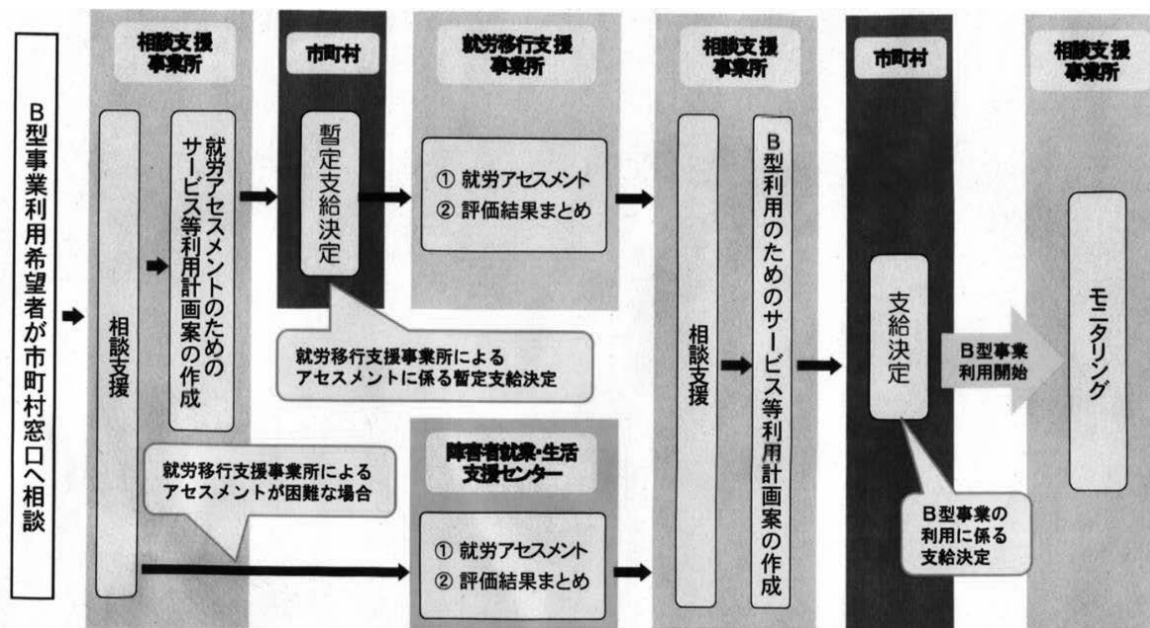 B型事業利用希望者が市町村窓口へ相談
相談支援
事業所
相談支援
就労アセスメントのための
サービス等利用計画案の作成
市町村
暫定支給決定
就労移行支援事業所による
アセスメントに係る暫定支給決定
就労移行支援
事業所
① 就労アセスメント
② 評価結果まとめ
就労移行支援事業所による
アセスメントが困難な場合
障害者就業・生活
支援センター
① 就労アセスメント
② 評価結果まとめ
相談支援
事業所
相談支援
B型利用のためのサービス等利用計画案の作成
市町村
支給決定
B型事業の
利用に係る
支給決定
B型事業
利用開始
相談支援
事業所
モニタリング